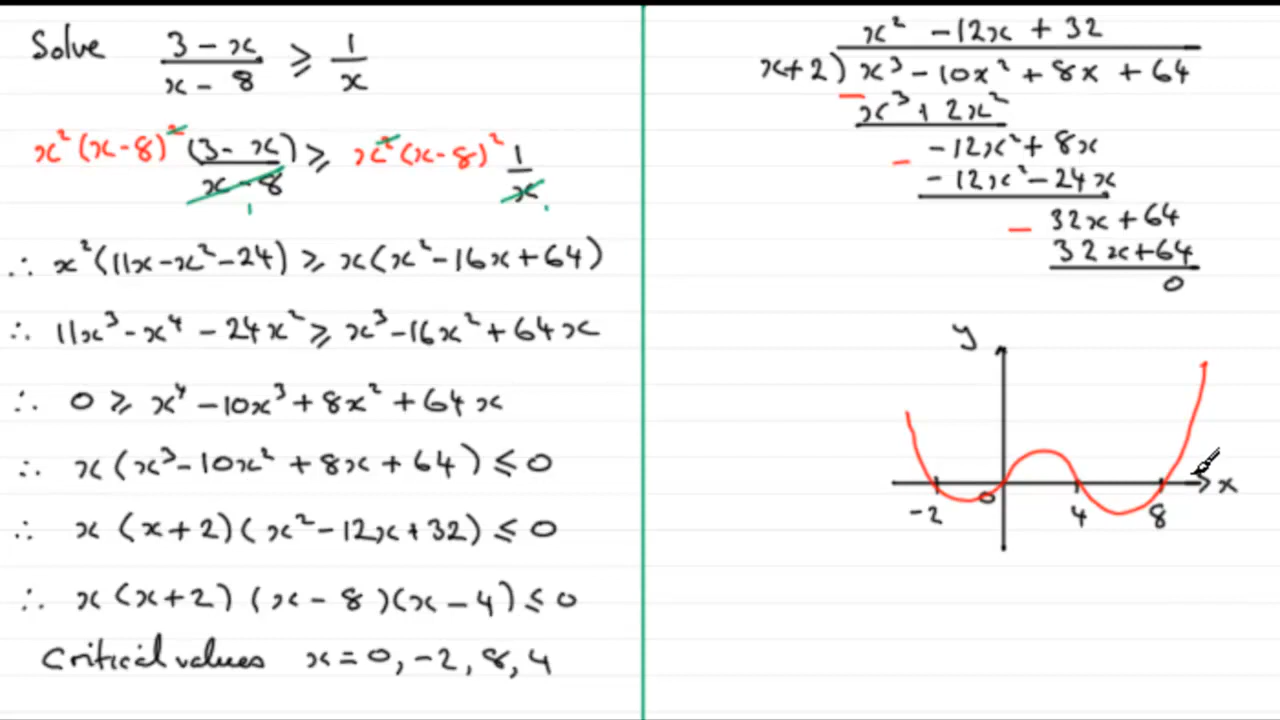 Solve (3 - x)/(x - 8) ≥ 1/x
x²(x-8)² (3 - x)/(x - 8) ≥ x²(x-8)² 1/x
1
∴ x²(11x - x² - 24) ≥ x(x² - 16x + 64)
∴ 11x³ - x⁴ - 24x² ≥ x³ - 16x² + 64x
∴ 0 ≥ x⁴ - 10x³ + 8x² + 64x
∴ x(x³ - 10x² + 8x + 64) ≤ 0
∴ x(x+2)(x² - 12x + 32) ≤ 0
∴ x(x+2)(x - 8)(x - 4) ≤ 0
Critical values x = 0, -2, 8, 4
x² - 12x + 32
x+2 ) x³ - 10x² + 8x + 64
- x³ + 2x²
-12x² + 8x
- -12x² - 24x
- 32x + 64
32x + 64
0
y
x
-2 0 4 8